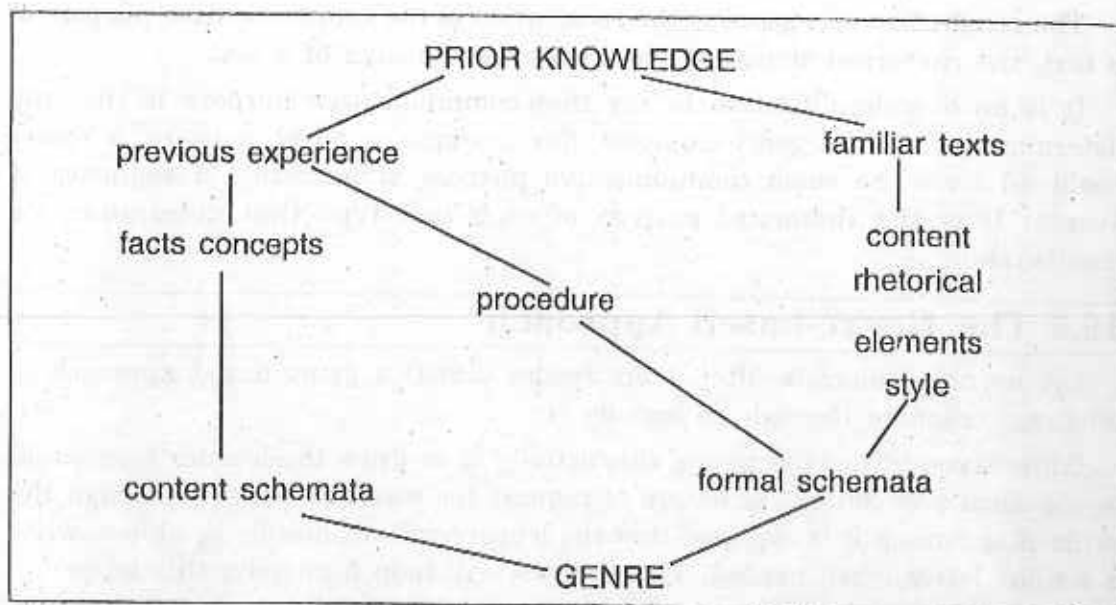 PRIOR KNOWLEDGE
previous experience
familiar texts
facts concepts
content
rhetorical
procedure
elements
style
content schemata
formal schemata
GENRE